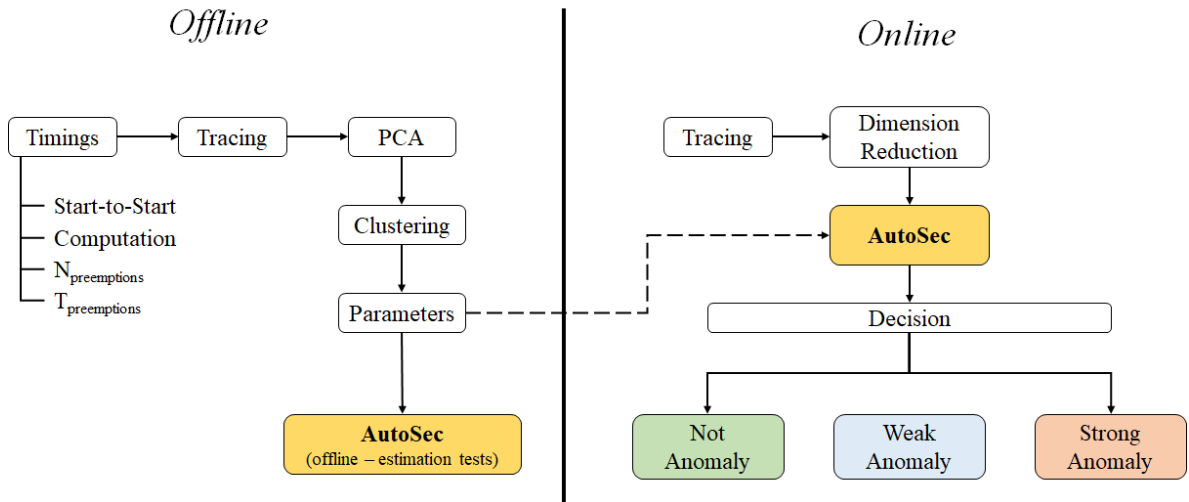 Offline
Timings
Tracing
PCA
Start-to-Start
Computation
Npreemptions
Tpreemptions
Clustering
Parameters
AutoSec
(offline – estimation tests)
Online
Tracing
Dimension
Reduction
AutoSec
Decision
Not
Anomaly
Weak
Anomaly
Strong
Anomaly